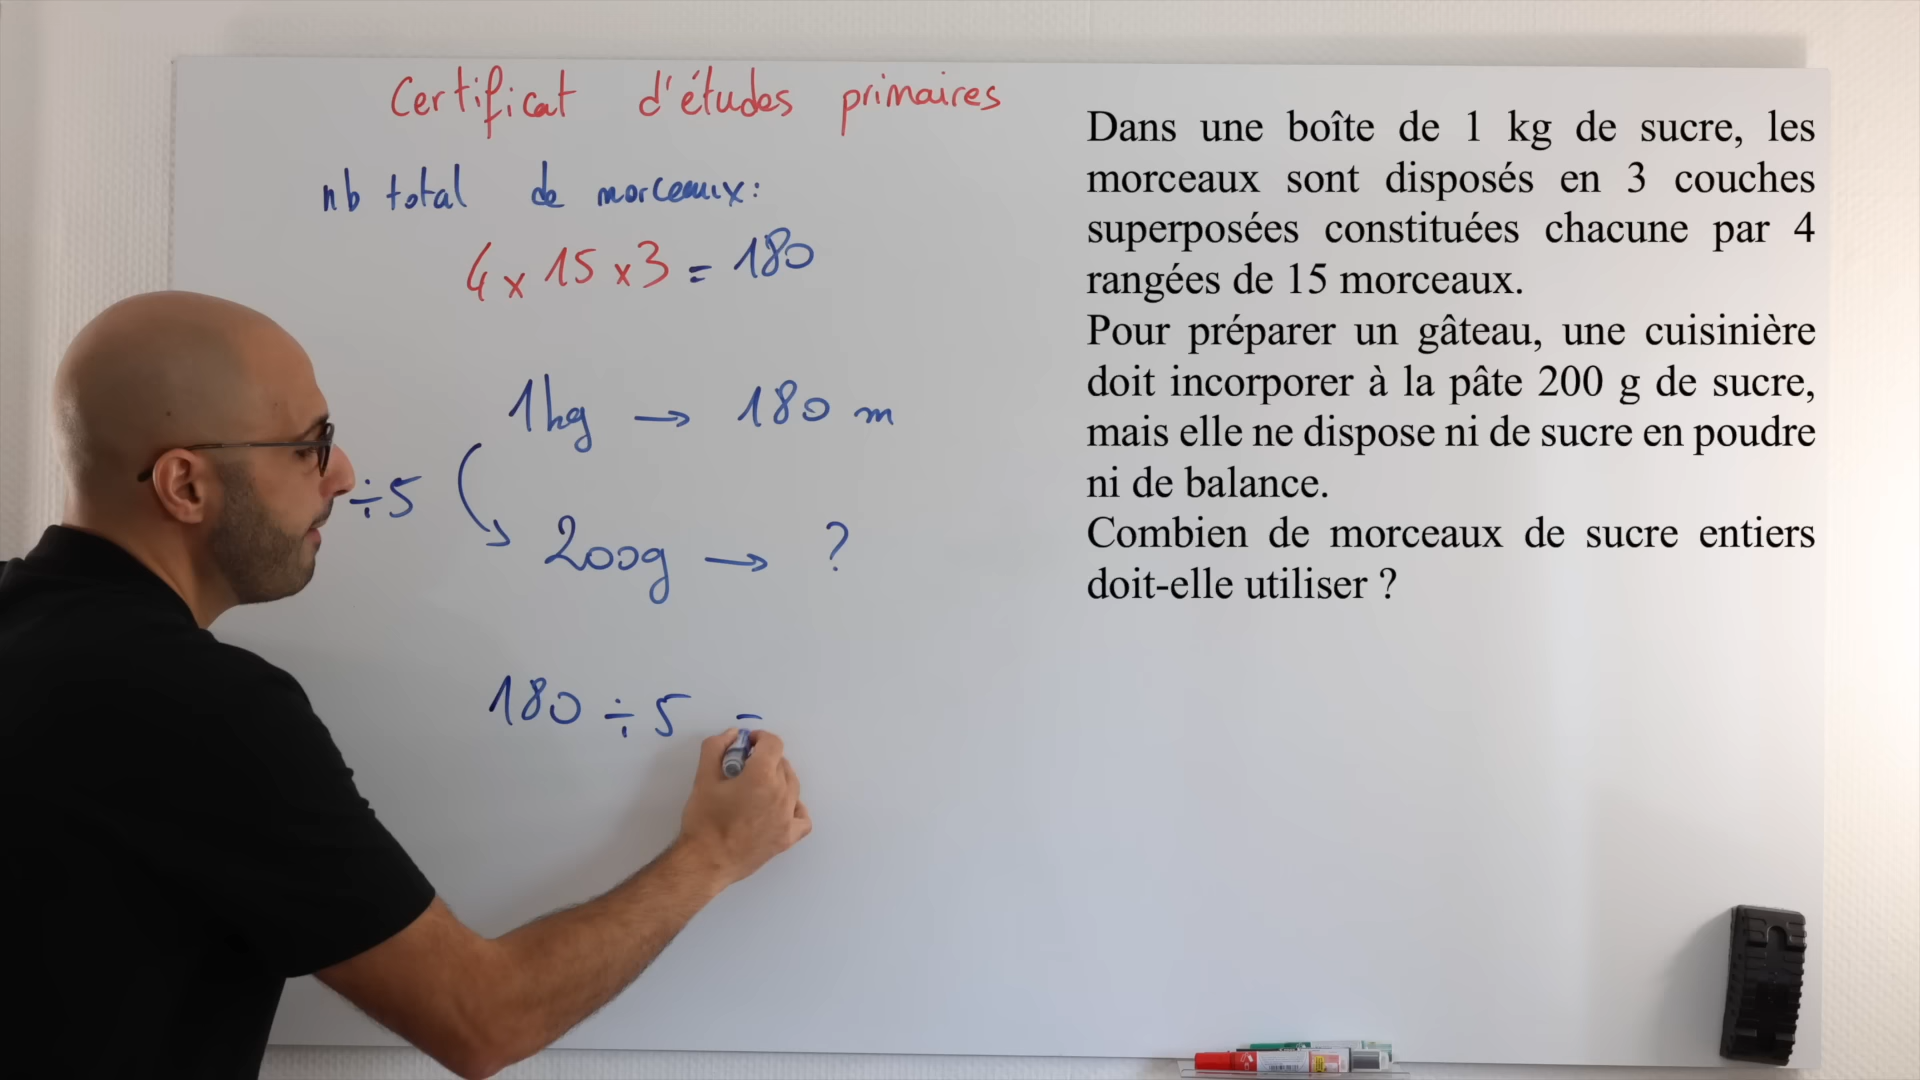 Certificat d'études primaires
nb total de morceaux:
4 x 15 x 3 = 180
1kg → 180 m
÷5
200g → ?
180 ÷ 5 =
Dans une boîte de 1 kg de sucre, les
morceaux sont disposés en 3 couches
superposées constituées chacune par 4
rangées de 15 morceaux.
Pour préparer un gâteau, une cuisinière
doit incorporer à la pâte 200 g de sucre,
mais elle ne dispose ni de sucre en poudre
ni de balance.
Combien de morceaux de sucre entiers
doit-elle utiliser ?